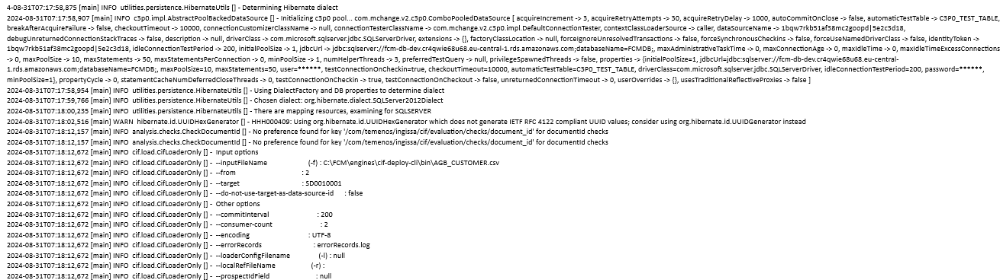 4-08-31T07:17:58,875 [main] INFO  utilities.persistence.HibernateUtils [] - Determining Hibernate dialect
2024-08-31T07:17:58,907 [main] INFO  c3p0.impl.AbstractPoolBackedDataSource [] - Initializing c3p0 pool... com.mchange.v2.c3p0.ComboPooledDataSource [ acquireIncrement -> 3, acquireRetryAttempts -> 30, acquireRetryDelay -> 1000, autoCommitOnClose -> false, automaticTestTable -> C3P0_TEST_TABLE,
breakAfterAcquireFailure -> false, checkoutTimeout -> 10000, connectionCustomizerClassName -> null, connectionTesterClassName -> com.mchange.v2.c3p0.impl.DefaultConnectionTester, contextClassLoaderSource -> caller, dataSourceName -> 1bqw7rkb51af38mc2goopd|5e2c3d18,
debugUnreturnedConnectionStackTraces -> false, description -> null, driverClass -> com.microsoft.sqlserver.jdbc.SQLServerDriver, extensions -> {}, factoryClassLocation -> null, forceIgnoreUnresolvedTransactions -> false, forceSynchronousCheckins -> false, forceUseNamedDriverClass -> false, identityToken ->
1bqw7rkb51af38mc2goopd|5e2c3d18, idleConnectionTestPeriod -> 200, initialPoolSize -> 1, jdbcUrl -> jdbc:sqlserver://fcm-db-dev.cr4qwie68u68.eu-central-1.rds.amazonaws.com;databaseName=FCMDB;, maxAdministrativeTaskTime -> 0, maxConnectionAge -> 0, maxIdleTime -> 0, maxIdleTimeExcessConnections
-> 0, maxPoolSize -> 10, maxStatements -> 50, maxStatementsPerConnection -> 0, minPoolSize -> 1, numHelperThreads -> 3, preferredTestQuery -> null, privilegeSpawnedThreads -> false, properties -> {initialPoolSize=1, jdbcUrl=jdbc:sqlserver://fcm-db-dev.cr4qwie68u68.eu-central-
1.rds.amazonaws.com;databaseName=FCMDB;, maxPoolSize=10, maxStatements=50, user=******, testConnectionOnCheckin=true, checkoutTimeout=10000, automaticTestTable=C3P0_TEST_TABLE, driverClass=com.microsoft.sqlserver.jdbc.SQLServerDriver, idleConnectionTestPeriod=200, password=******,
minPoolSize=1}, propertyCycle -> 0, statementCacheNumDeferredCloseThreads -> 0, testConnectionOnCheckin -> true, testConnectionOnCheckout -> false, unreturnedConnectionTimeout -> 0, userOverrides -> {}, usesTraditionalReflectiveProxies -> false ]
2024-08-31T07:17:58,954 [main] INFO  utilities.persistence.HibernateUtils [] - Using DialectFactory and DB properties to determine dialect
2024-08-31T07:17:59,766 [main] INFO  utilities.persistence.HibernateUtils [] - Chosen dialect: org.hibernate.dialect.SQLServer2012Dialect
2024-08-31T07:18:00,235 [main] INFO  utilities.persistence.HibernateUtils [] - There are mapping resources, examining for SQLSERVER
2024-08-31T07:18:02,516 [main] WARN  hibernate.id.UUIDHexGenerator [] - HHH000409: Using org.hibernate.id.UUIDHexGenerator which does not generate IETF RFC 4122 compliant UUID values; consider using org.hibernate.id.UUIDGenerator instead
2024-08-31T07:18:12,157 [main] INFO  analysis.checks.CheckDocumentId [] - No preference found for key '/com/temenos/ingissa/cif/evaluation/checks/document_id' for documentId checks
2024-08-31T07:18:12,157 [main] INFO  analysis.checks.CheckDocumentId [] - No preference found for key '/com/temenos/ingissa/cif/evaluation/checks/document_id' for documentId checks
2024-08-31T07:18:12,672 [main] INFO  cif.load.CifLoaderOnly [] -  Input options
2024-08-31T07:18:12,672 [main] INFO  cif.load.CifLoaderOnly [] -  --inputFileName (-f) : C:\FCM\engines\cif-deploy-cli\bin\AGB_CUSTOMER.csv
2024-08-31T07:18:12,672 [main] INFO  cif.load.CifLoaderOnly [] -  --from : 2
2024-08-31T07:18:12,672 [main] INFO  cif.load.CifLoaderOnly [] -  --target : SD0010001
2024-08-31T07:18:12,672 [main] INFO  cif.load.CifLoaderOnly [] -  --do-not-use-target-as-data-source-id : false
2024-08-31T07:18:12,672 [main] INFO  cif.load.CifLoaderOnly [] -  Other options
2024-08-31T07:18:12,672 [main] INFO  cif.load.CifLoaderOnly [] -  --commitInterval : 200
2024-08-31T07:18:12,672 [main] INFO  cif.load.CifLoaderOnly [] -  --consumer-count : 2
2024-08-31T07:18:12,672 [main] INFO  cif.load.CifLoaderOnly [] -  --encoding : UTF-8
2024-08-31T07:18:12,672 [main] INFO  cif.load.CifLoaderOnly [] -  --errorRecords : errorRecords.log
2024-08-31T07:18:12,672 [main] INFO  cif.load.CifLoaderOnly [] -  --loaderConfigFilename (-l) : null
2024-08-31T07:18:12,672 [main] INFO  cif.load.CifLoaderOnly [] -  --localRefFileName (-r) :
2024-08-31T07:18:12,672 [main] INFO  cif.load.CifLoaderOnly [] -  --prospectIdField : null